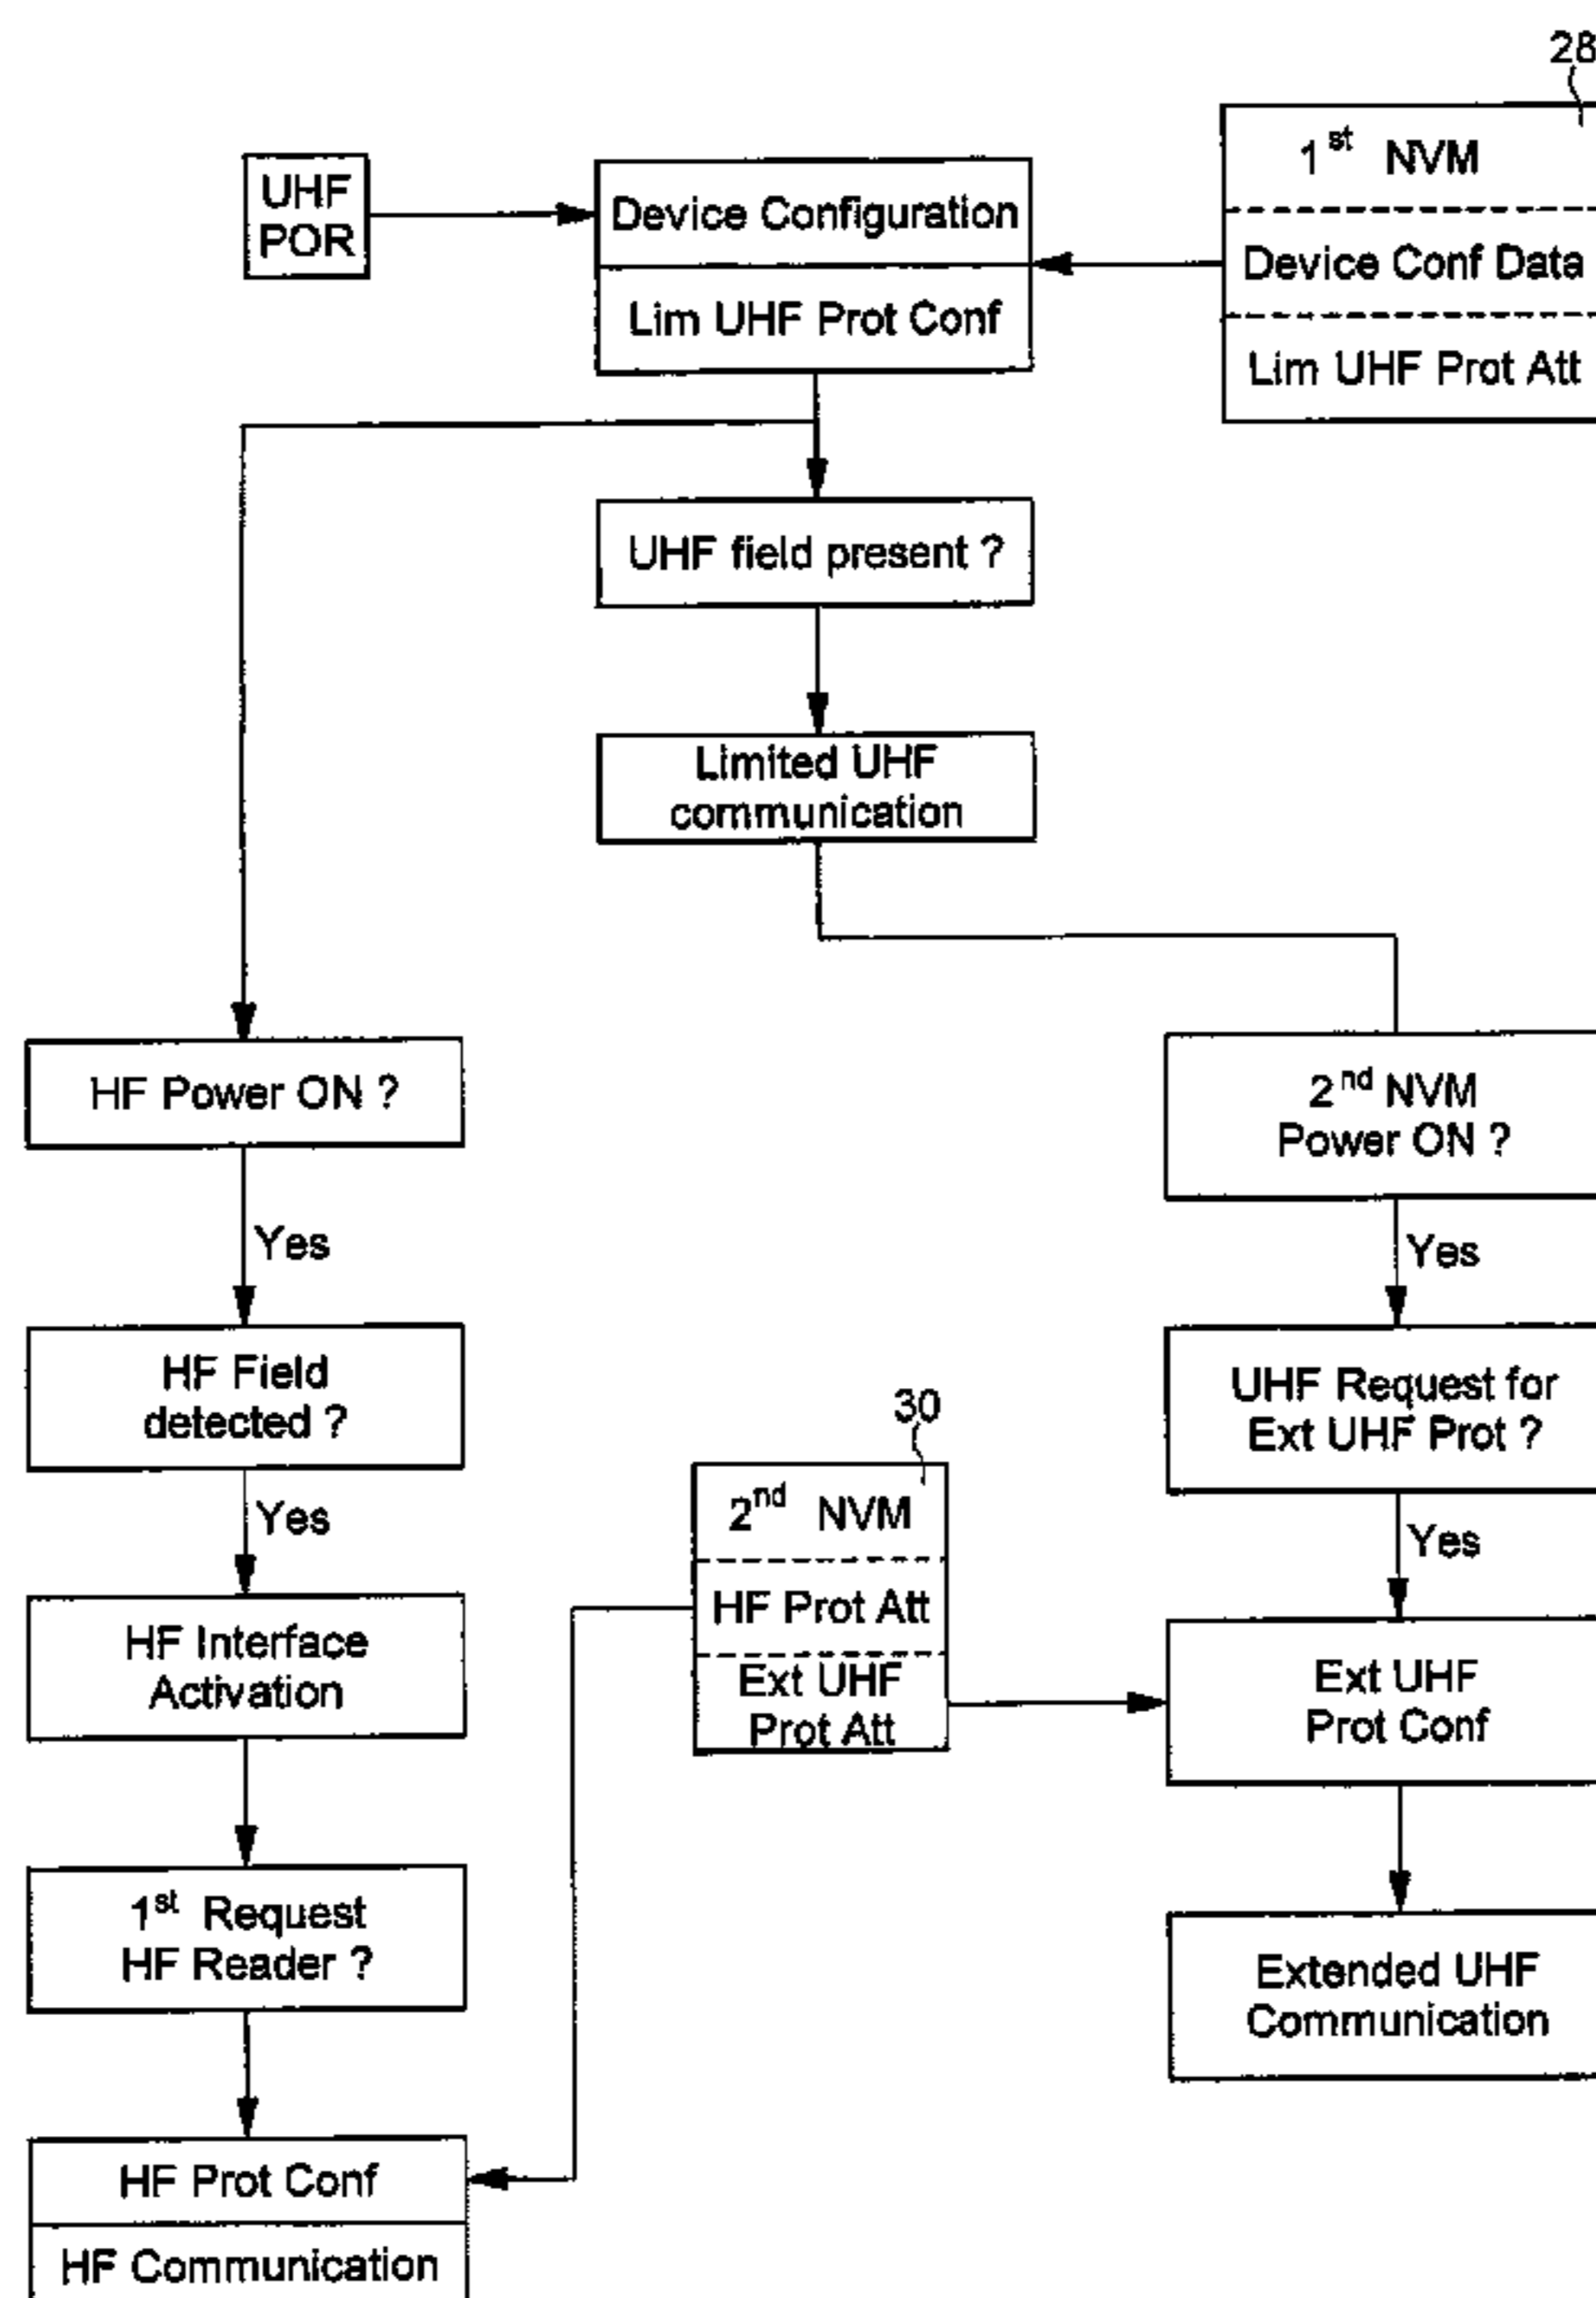 28
1st NVM
Device Conf Data
Lim UHF Prot Att
UHF
POR
Device Configuration
Lim UHF Prot Conf
UHF field present ?
Limited UHF
communication
HF Power ON ?
Yes
HF Field
detected ?
Yes
HF Interface
Activation
1st Request
HF Reader ?
HF Prot Conf
HF Communication
30
2nd NVM
HF Prot Att
Ext UHF
Prot Att
2nd NVM
Power ON ?
Yes
UHF Request for
Ext UHF Prot ?
Yes
Ext UHF
Prot Conf
Extended UHF
Communication